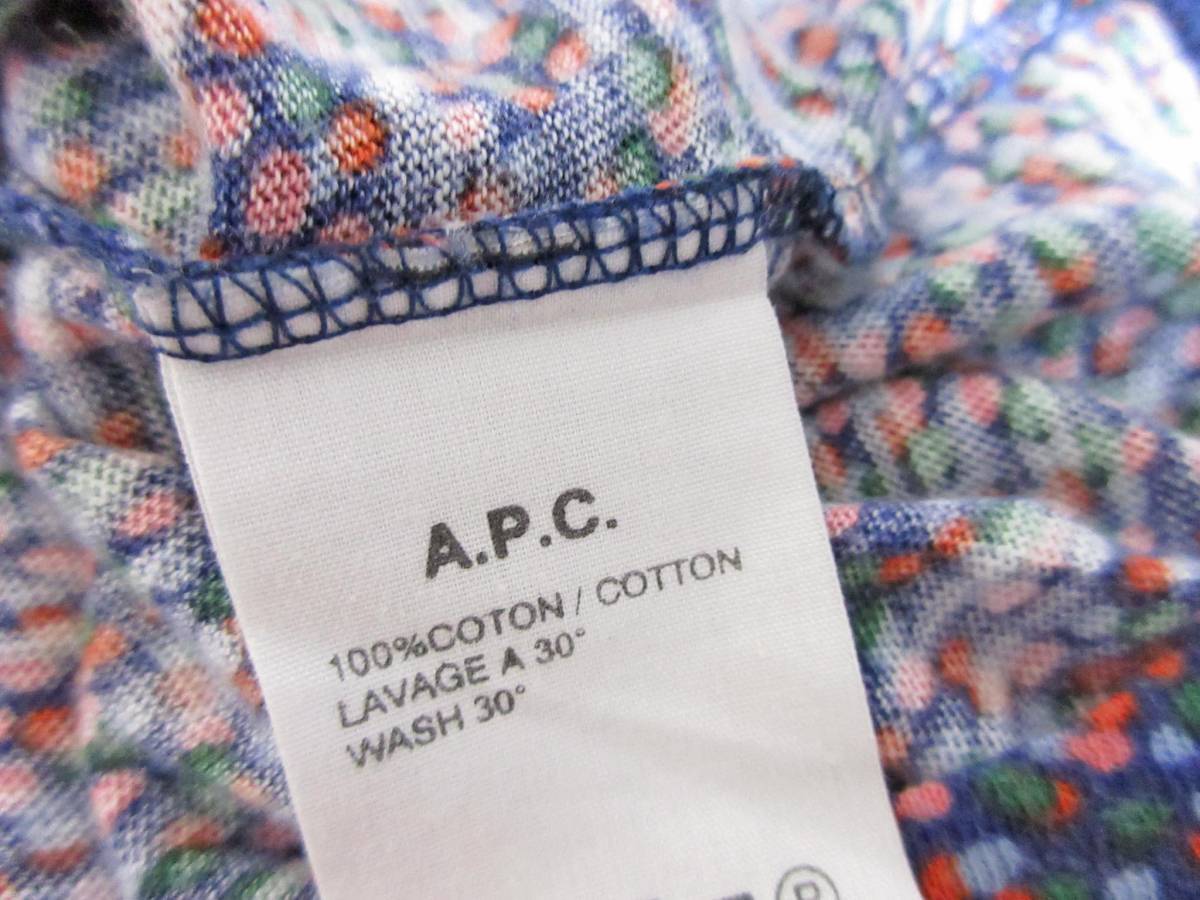 A.P.C.
100%COTON / COTTON
LAVAGE A 30°
WASH 30°
P